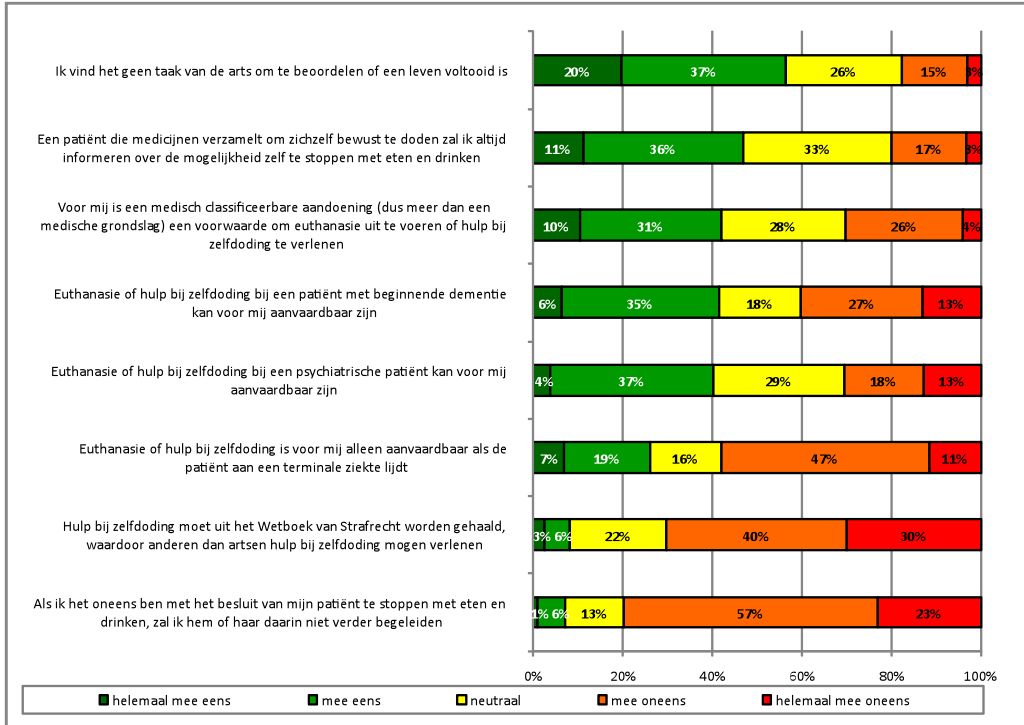 Ik vind het geen taak van de arts om te beoordelen of een leven voltooid is
20% 37% 26% 15% 3%
Een patiënt die medicijnen verzamelt om zichzelf bewust te doden zal ik altijd
informeren over de mogelijkheid zelf te stoppen met eten en drinken
11% 36% 33% 17% 3%
Voor mij is een medisch classificeerbare aandoening (dus meer dan een
medische grondslag) een voorwaarde om euthanasie uit te voeren of hulp bij
zelfdoding te verlenen
10% 31% 28% 26% 4%
Euthanasie of hulp bij zelfdoding bij een patiënt met beginnende dementie
kan voor mij aanvaardbaar zijn
6% 35% 18% 27% 13%
Euthanasie of hulp bij zelfdoding bij een psychiatrische patiënt kan voor mij
aanvaardbaar zijn
4% 37% 29% 18% 13%
Euthanasie of hulp bij zelfdoding is voor mij alleen aanvaardbaar als de
patiënt aan een terminale ziekte lijdt
7% 19% 16% 47% 11%
Hulp bij zelfdoding moet uit het Wetboek van Strafrecht worden gehaald,
waardoor anderen dan artsen hulp bij zelfdoding mogen verlenen
3% 6% 22% 40% 30%
Als ik het oneens ben met het besluit van mijn patiënt te stoppen met eten en
drinken, zal ik hem of haar daarin niet verder begeleiden
1% 6% 13% 57% 23%
0% 20% 40% 60% 80% 100%
helemaal mee eens mee eens neutraal mee oneens helemaal mee oneens